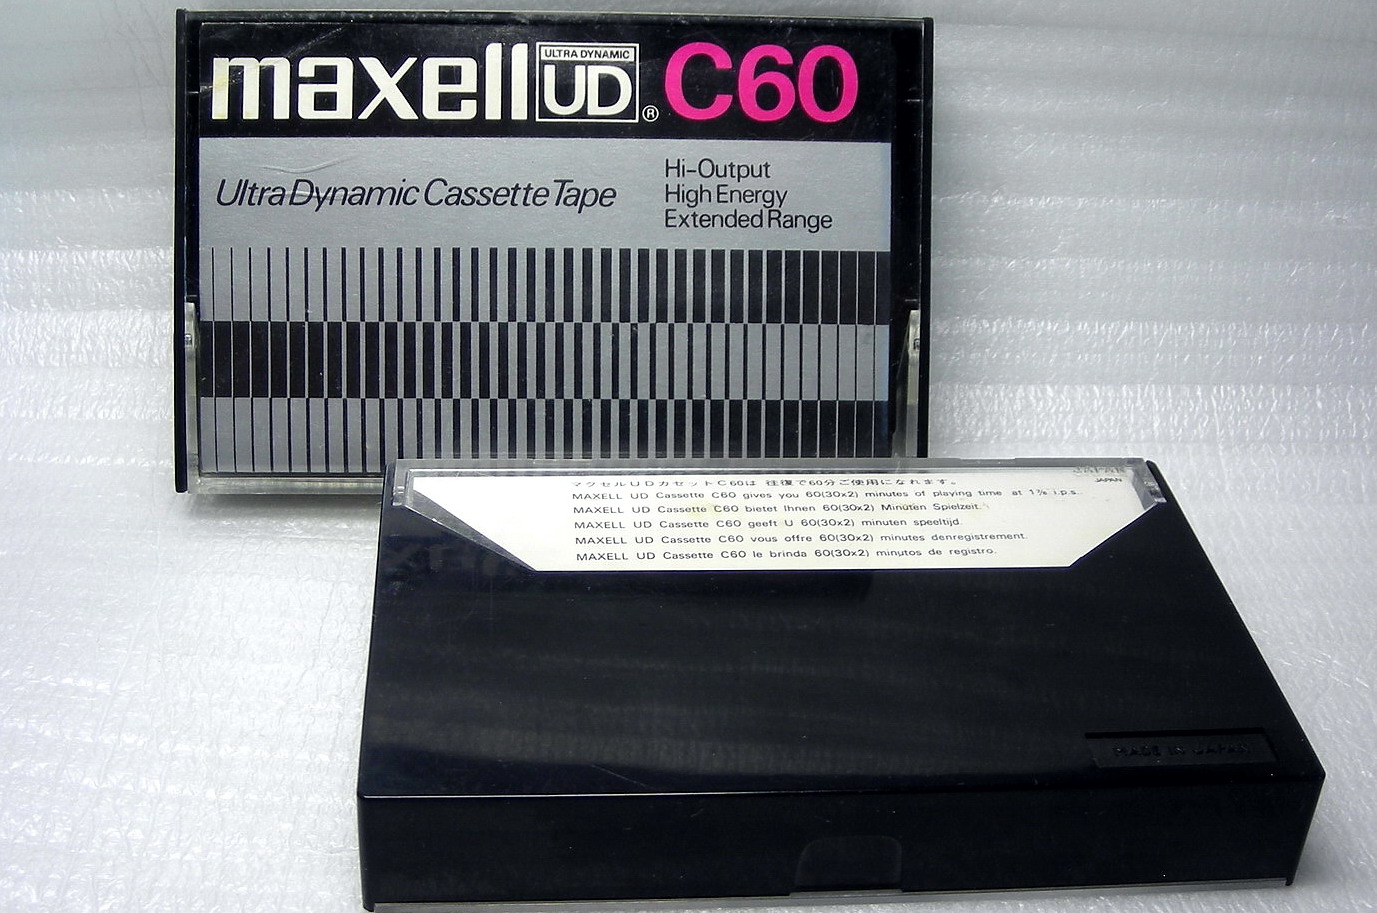 maxell ULTRA DYNAMIC UD ® C60
Ultra Dynamic Cassette Tape
Hi-Output
High Energy
Extended Range
マクセルUDカセットC60は 往復で60分ご使用になれます。
JAPAN
MAXELL UD Cassette C60 gives you 60(30x2) minutes of playing time at 1⅞ i.p.s.
MAXELL UD Cassette C60 bietet Ihnen 60(30x2) Minuten Spielzeit.
MAXELL UD Cassette C60 geeft U 60(30x2) minuten speeltijd.
MAXELL UD Cassette C60 vous offre 60(30x2) minutes denregistrement.
MAXELL UD Cassette C60 le brinda 60(30x2) minutos de registro.
MADE IN JAPAN